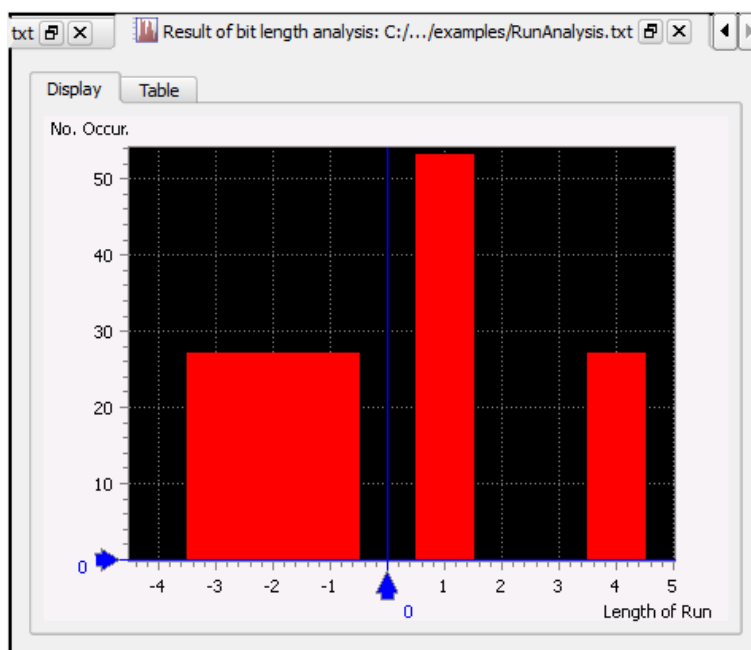 txt
Result of bit length analysis: C:/.../examples/RunAnalysis.txt
Display Table
No. Occur.
50
40
30
20
10
0
-4 -3 -2 -1 1 2 3 4 5
0 Length of Run